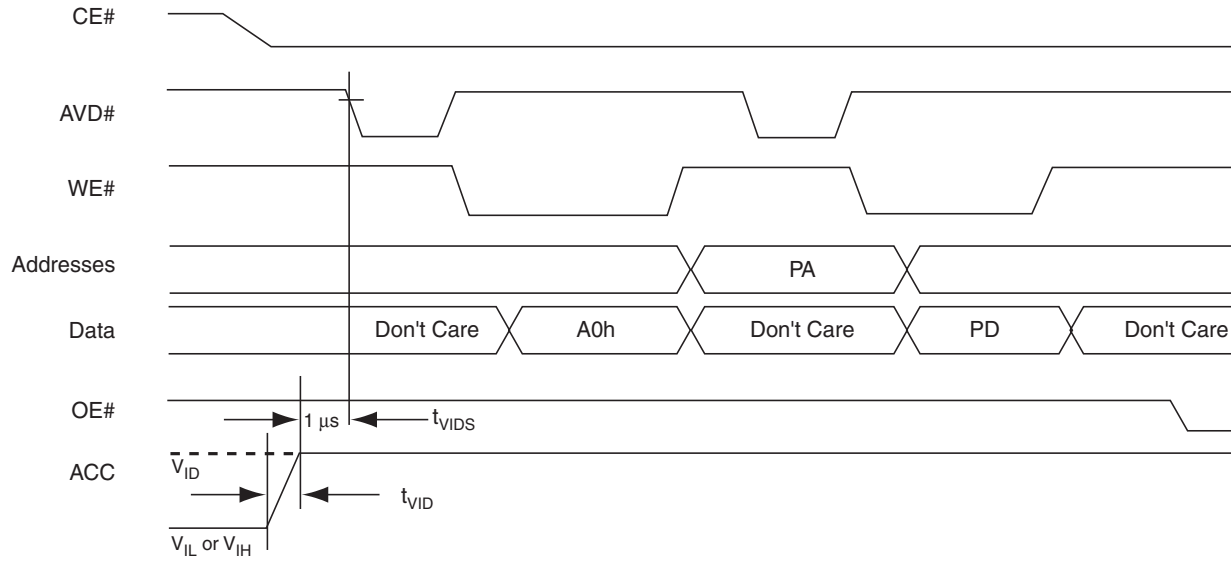 CE#
AVD#
WE#
Addresses
PA
Data
Don't Care
A0h
Don't Care
PD
Don't Care
OE#
1 μs
tVIDS
ACC
VID
tVID
VIL or VIH